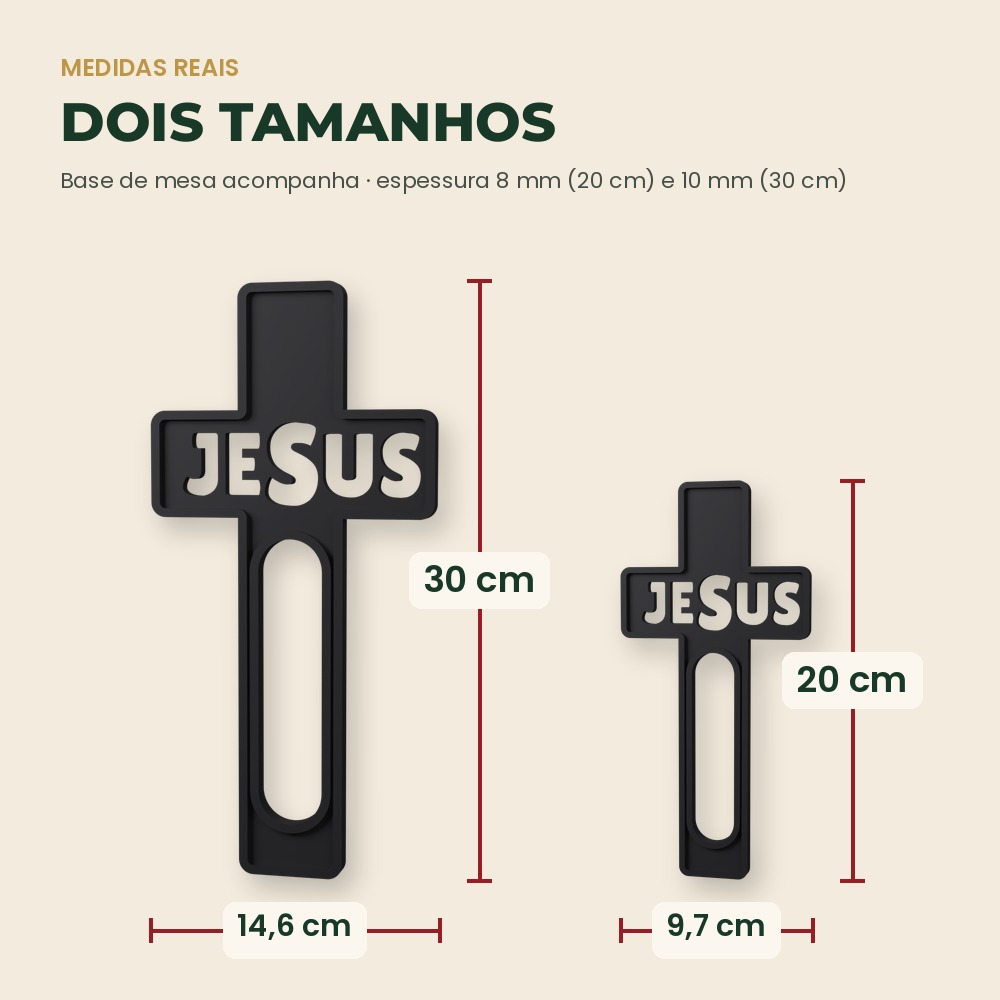 MEDIDAS REAIS
DOIS TAMANHOS
Base de mesa acompanha · espessura 8 mm (20 cm) e 10 mm (30 cm)
JESUS
30 cm
JESUS
20 cm
14,6 cm
9,7 cm